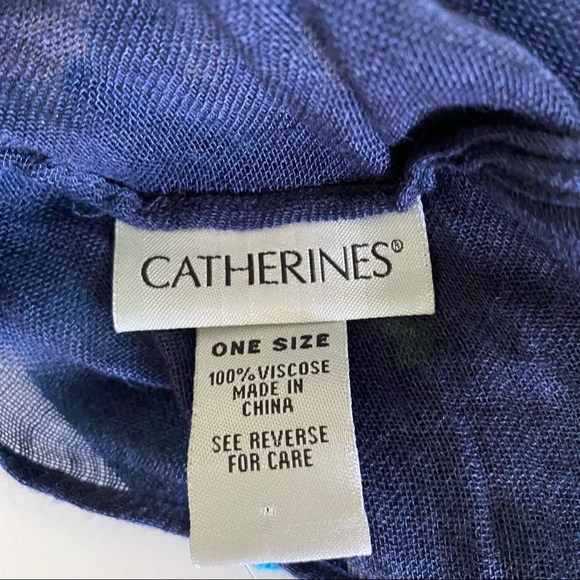 CATHERINES®
ONE SIZE
100% VISCOSE
MADE IN
CHINA
SEE REVERSE
FOR CARE